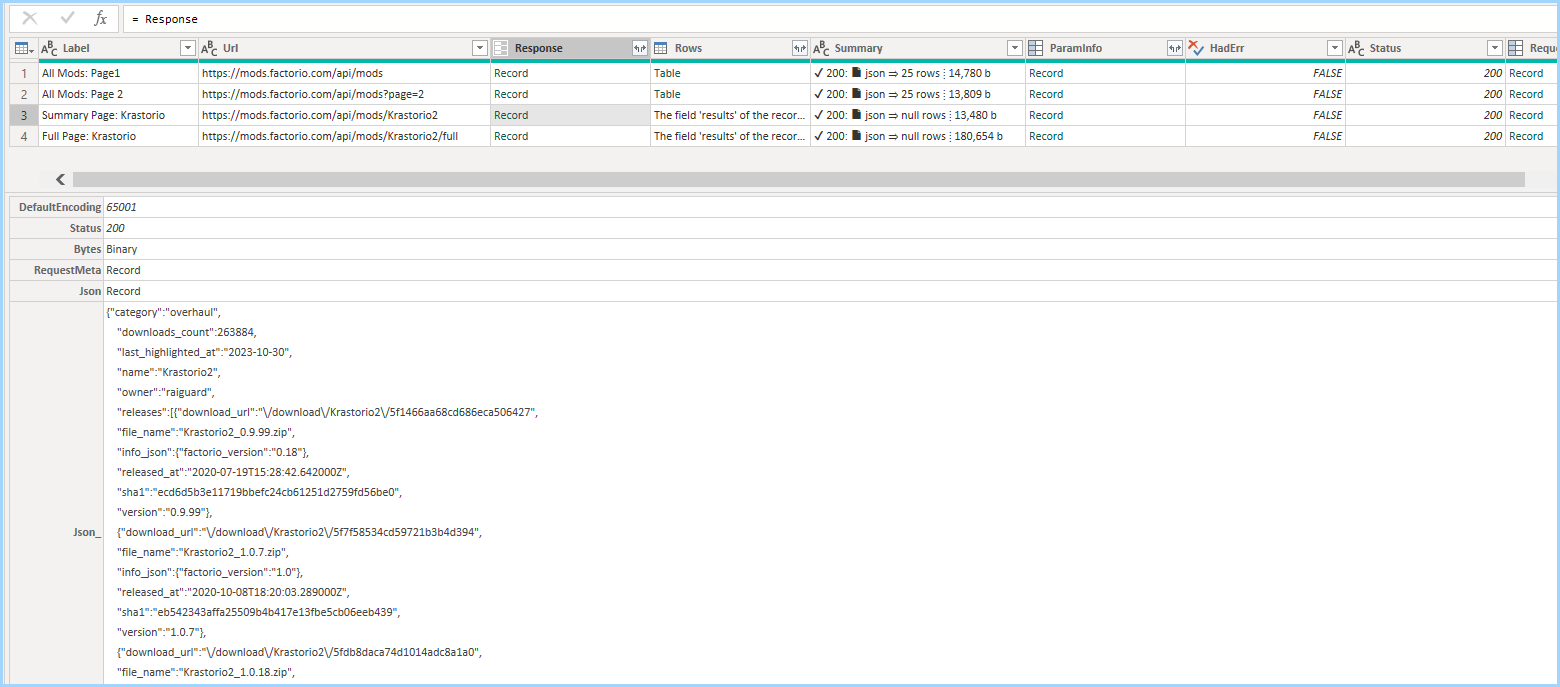 fx = Response
ABC Label ABC Url Response Rows ABC Summary ParamInfo HadErr ABC Status Reque
1 All Mods: Page1 https://mods.factorio.com/api/mods Record Table ✓ 200: json ⇒ 25 rows ⋮ 14,780 b Record FALSE 200 Record
2 All Mods: Page 2 https://mods.factorio.com/api/mods?page=2 Record Table ✓ 200: json ⇒ 25 rows ⋮ 13,809 b Record FALSE 200 Record
3 Summary Page: Krastorio https://mods.factorio.com/api/mods/Krastorio2 Record The field 'results' of the recor... ✓ 200: json ⇒ null rows ⋮ 13,480 b Record FALSE 200 Record
4 Full Page: Krastorio https://mods.factorio.com/api/mods/Krastorio2/full Record The field 'results' of the recor... ✓ 200: json ⇒ null rows ⋮ 180,654 b Record FALSE 200 Record
DefaultEncoding 65001
Status 200
Bytes Binary
RequestMeta Record
Json Record
{"category":"overhaul",
"downloads_count":263884,
"last_highlighted_at":"2023-10-30",
"name":"Krastorio2",
"owner":"raiguard",
"releases":[{"download_url":"\/download\/Krastorio2\/5f1466aa68cd686eca506427",
"file_name":"Krastorio2_0.9.99.zip",
"info_json":{"factorio_version":"0.18"},
"released_at":"2020-07-19T15:28:42.642000Z",
"sha1":"ecd6d5b3e11719bbefc24cb61251d2759fd56be0",
"version":"0.9.99"},
Json_ {"download_url":"\/download\/Krastorio2\/5f7f58534cd59721b3b4d394",
"file_name":"Krastorio2_1.0.7.zip",
"info_json":{"factorio_version":"1.0"},
"released_at":"2020-10-08T18:20:03.289000Z",
"sha1":"eb542343affa25509b4b417e13fbe5cb06eeb439",
"version":"1.0.7"},
{"download_url":"\/download\/Krastorio2\/5fdb8daca74d1014adc8a1a0",
"file_name":"Krastorio2_1.0.18.zip",